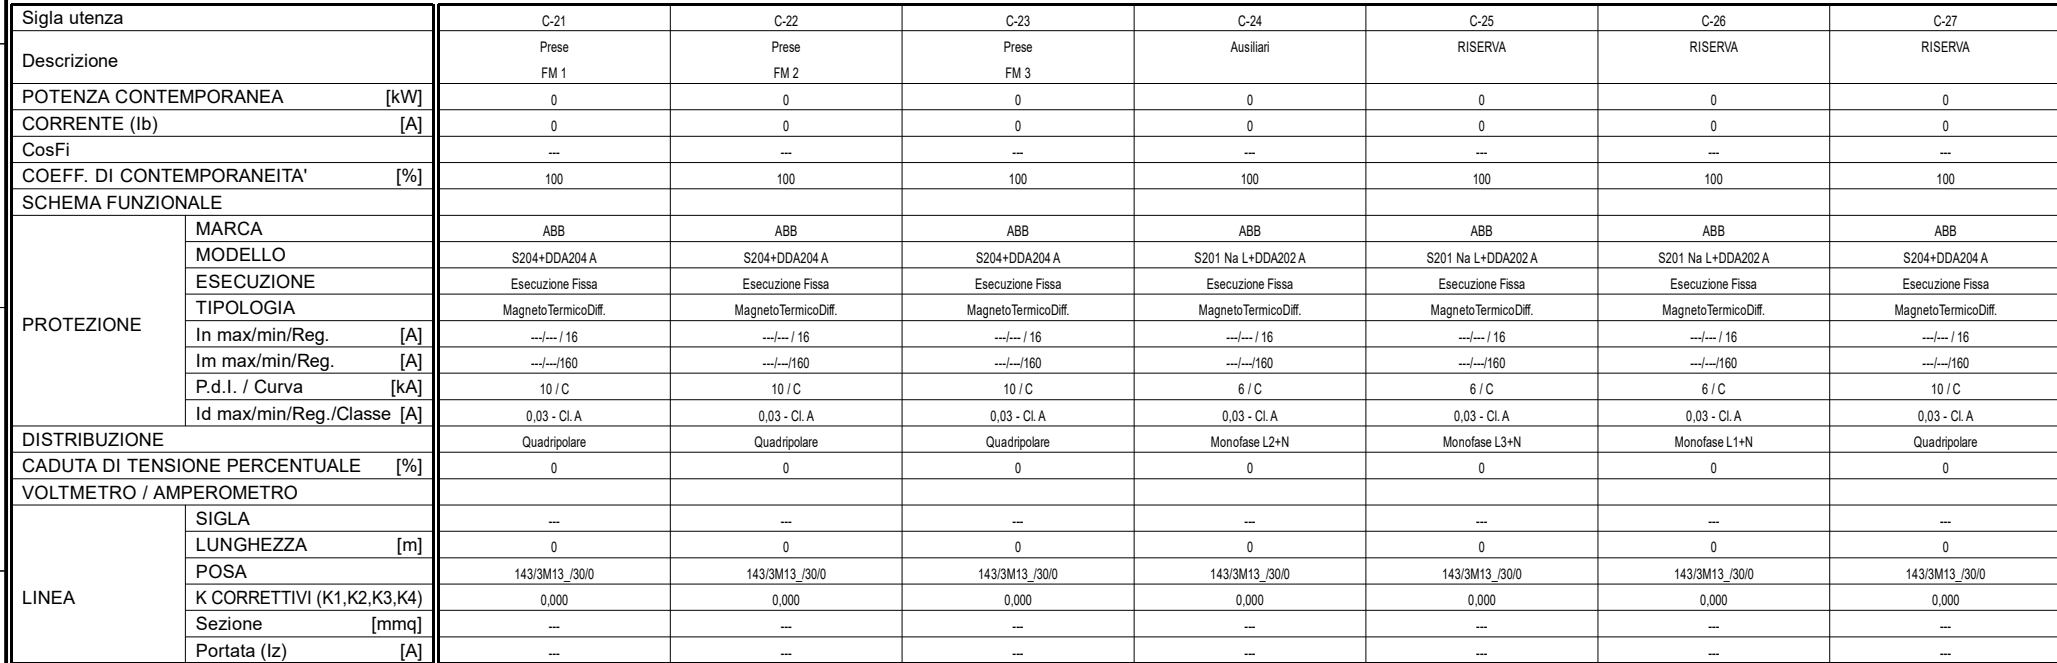 Sigla utenza C-21 C-22 C-23 C-24 C-25 C-26 C-27
Descrizione Prese Prese Prese Ausiliari RISERVA RISERVA RISERVA
FM 1 FM 2 FM 3
POTENZA CONTEMPORANEA [kW] 0 0 0 0 0 0 0
CORRENTE (Ib) [A] 0 0 0 0 0 0 0
CosFi --- --- --- --- --- --- ---
COEFF. DI CONTEMPORANEITA' [%] 100 100 100 100 100 100 100
SCHEMA FUNZIONALE
PROTEZIONE
MARCA ABB ABB ABB ABB ABB ABB ABB
MODELLO S204+DDA204 A S204+DDA204 A S204+DDA204 A S201 Na L+DDA202 A S201 Na L+DDA202 A S201 Na L+DDA202 A S204+DDA204 A
ESECUZIONE Esecuzione Fissa Esecuzione Fissa Esecuzione Fissa Esecuzione Fissa Esecuzione Fissa Esecuzione Fissa Esecuzione Fissa
TIPOLOGIA MagnetoTermicoDiff. MagnetoTermicoDiff. MagnetoTermicoDiff. MagnetoTermicoDiff. MagnetoTermicoDiff. MagnetoTermicoDiff. MagnetoTermicoDiff.
In max/min/Reg. [A] ---/--- / 16 ---/--- / 16 ---/--- / 16 ---/--- / 16 ---/--- / 16 ---/--- / 16 ---/--- / 16
Im max/min/Reg. [A] ---/---/160 ---/---/160 ---/---/160 ---/---/160 ---/---/160 ---/---/160 ---/---/160
P.d.I. / Curva [kA] 10 / C 10 / C 10 / C 6 / C 6 / C 6 / C 10 / C
Id max/min/Reg./Classe [A] 0,03 - Cl. A 0,03 - Cl. A 0,03 - Cl. A 0,03 - Cl. A 0,03 - Cl. A 0,03 - Cl. A 0,03 - Cl. A
DISTRIBUZIONE Quadripolare Quadripolare Quadripolare Monofase L2+N Monofase L3+N Monofase L1+N Quadripolare
CADUTA DI TENSIONE PERCENTUALE [%] 0 0 0 0 0 0 0
VOLTMETRO / AMPEROMETRO
LINEA
SIGLA --- --- --- --- --- --- ---
LUNGHEZZA [m] 0 0 0 0 0 0 0
POSA 143/3M13_/30/0 143/3M13_/30/0 143/3M13_/30/0 143/3M13_/30/0 143/3M13_/30/0 143/3M13_/30/0 143/3M13_/30/0
K CORRETTIVI (K1,K2,K3,K4) 0,000 0,000 0,000 0,000 0,000 0,000 0,000
Sezione [mmq] --- --- --- --- --- --- ---
Portata (Iz) [A] --- --- --- --- --- --- ---